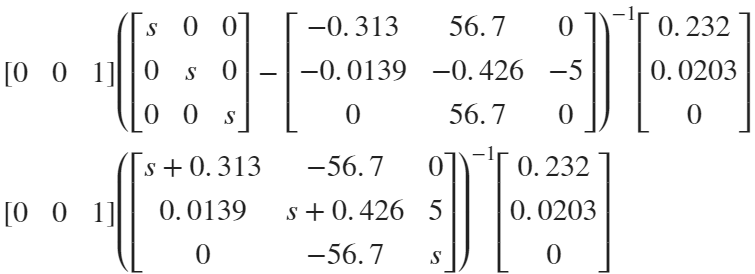 [0 0 1]([s 0 0; 0 s 0; 0 0 s] − [−0.313 56.7 0; −0.0139 −0.426 −5; 0 56.7 0])⁻¹[0.232; 0.0203; 0]
[0 0 1]([s + 0.313 −56.7 0; 0.0139 s + 0.426 5; 0 −56.7 s])⁻¹[0.232; 0.0203; 0]